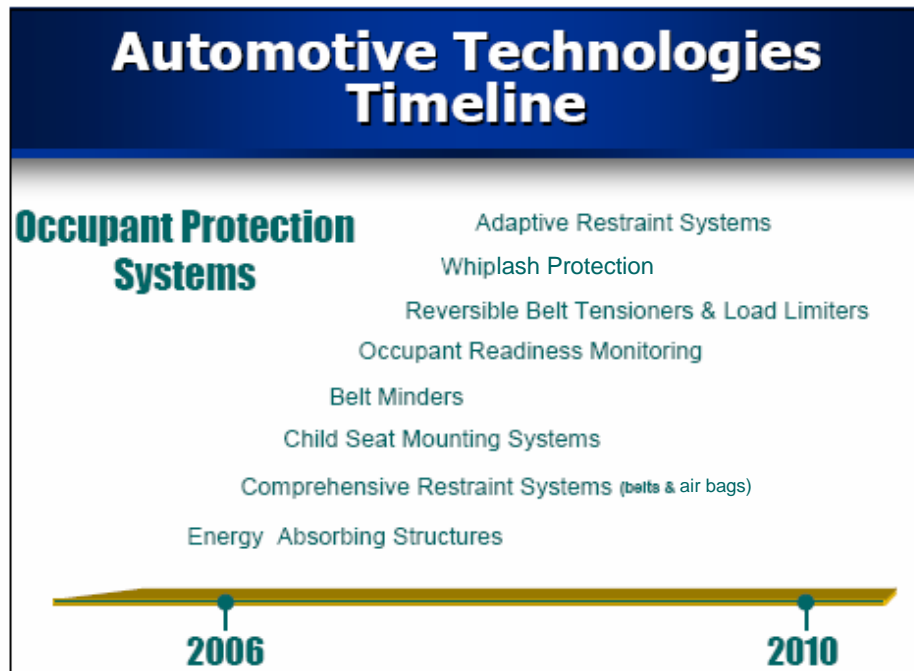 Automotive Technologies
Timeline
Occupant Protection
Systems
Adaptive Restraint Systems
Whiplash Protection
Reversible Belt Tensioners & Load Limiters
Occupant Readiness Monitoring
Belt Minders
Child Seat Mounting Systems
Comprehensive Restraint Systems (belts & air bags)
Energy Absorbing Structures
2006
2010